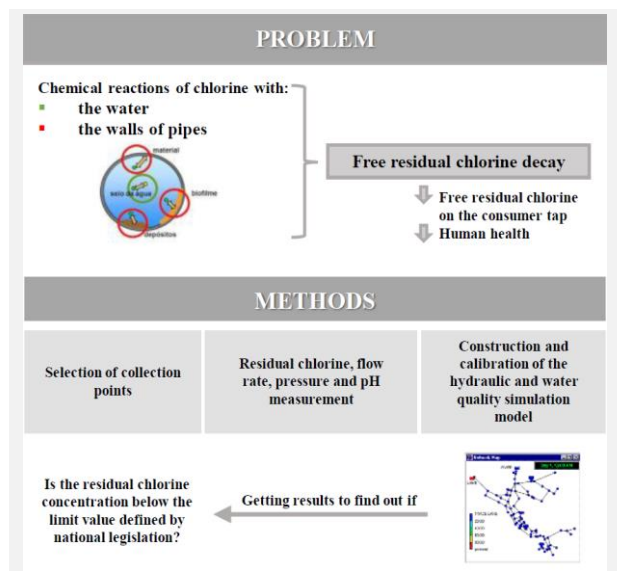 PROBLEM
Chemical reactions of chlorine with:
the water
the walls of pipes
material
seio da água
biofilme
depósitos
Free residual chlorine decay
Free residual chlorine
on the consumer tap
Human health
METHODS
Selection of collection
points
Residual chlorine, flow
rate, pressure and pH
measurement
Construction and
calibration of the
hydraulic and water
quality simulation
model
Is the residual chlorine
concentration below the
limit value defined by
national legislation?
Getting results to find out if
Network Map